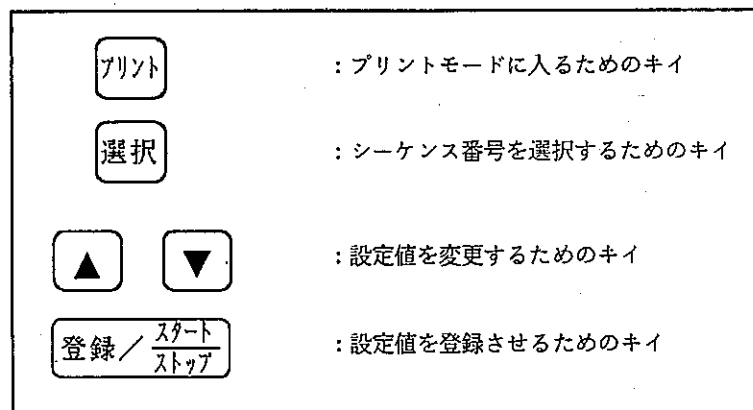 プリント :プリントモードに入るためのキイ
選択 :シーケンス番号を選択するためのキイ
▲ ▼ :設定値を変更するためのキイ
登録/スタート/ストップ :設定値を登録させるためのキイ